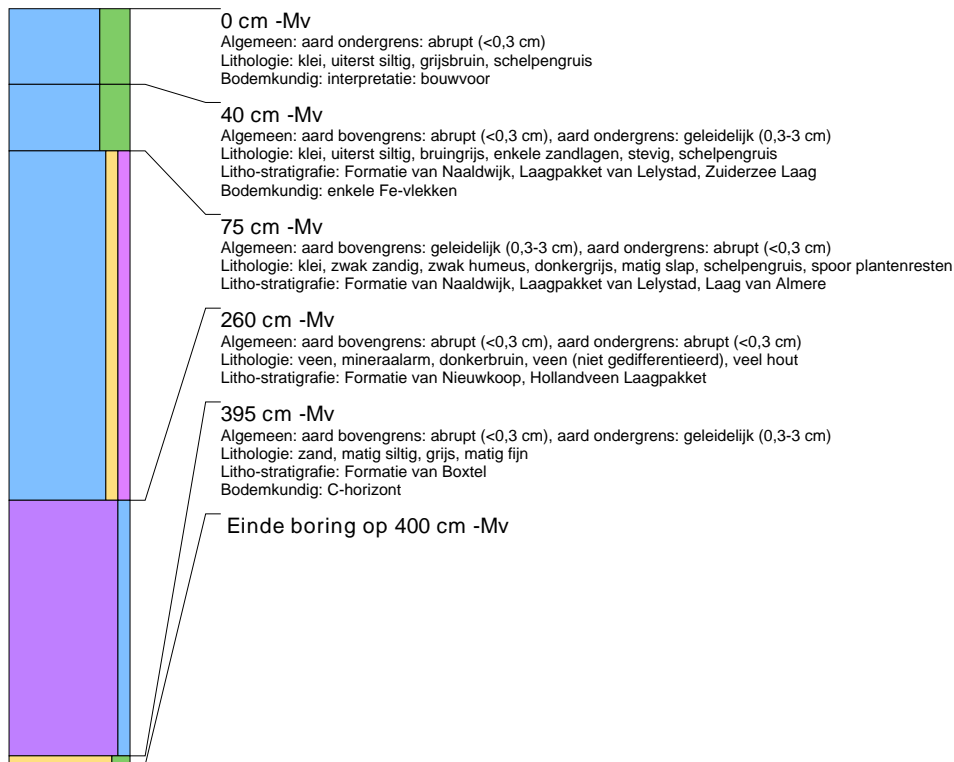 0 cm -Mv
Algemeen: aard ondergrens: abrupt (<0,3 cm)
Lithologie: klei, uiterst siltig, grijsbruin, schelpengruis
Bodemkundig: interpretatie: bouwvoor
40 cm -Mv
Algemeen: aard bovengrens: abrupt (<0,3 cm), aard ondergrens: geleidelijk (0,3-3 cm)
Lithologie: klei, uiterst siltig, bruingrijs, enkele zandlagen, stevig, schelpengruis
Litho-stratigrafie: Formatie van Naaldwijk, Laagpakket van Lelystad, Zuiderzee Laag
Bodemkundig: enkele Fe-vlekken
75 cm -Mv
Algemeen: aard bovengrens: geleidelijk (0,3-3 cm), aard ondergrens: abrupt (<0,3 cm)
Lithologie: klei, zwak zandig, zwak humeus, donkergrijs, matig slap, schelpengruis, spoor plantenresten
Litho-stratigrafie: Formatie van Naaldwijk, Laagpakket van Lelystad, Laag van Almere
260 cm -Mv
Algemeen: aard bovengrens: abrupt (<0,3 cm), aard ondergrens: abrupt (<0,3 cm)
Lithologie: veen, mineraalarm, donkerbruin, veen (niet gedifferentieerd), veel hout
Litho-stratigrafie: Formatie van Nieuwkoop, Hollandveen Laagpakket
395 cm -Mv
Algemeen: aard bovengrens: abrupt (<0,3 cm), aard ondergrens: geleidelijk (0,3-3 cm)
Lithologie: zand, matig siltig, grijs, matig fijn
Litho-stratigrafie: Formatie van Boxtel
Bodemkundig: C-horizont
Einde boring op 400 cm -Mv